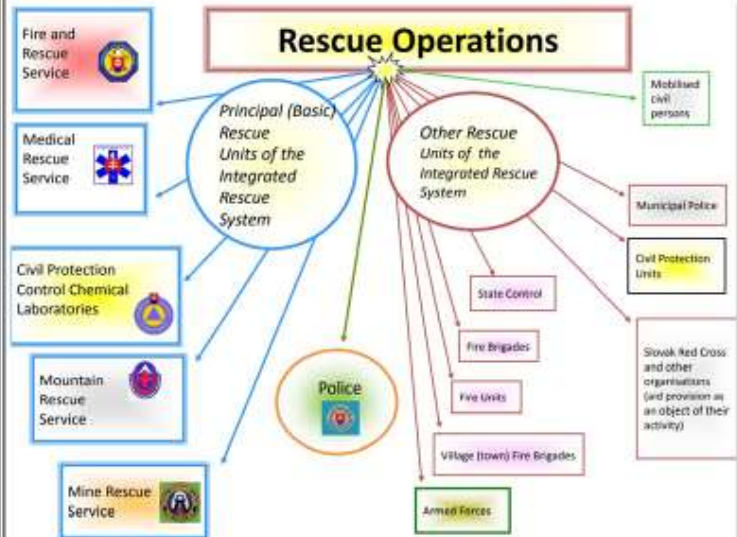 Rescue Operations
Fire and
Rescue
Service
Medical
Rescue
Service
Civil Protection
Control Chemical
Laboratories
Mountain
Rescue
Service
Mine Rescue
Service
Principal (Basic)
Rescue
Units of the
Integrated
Rescue
System
Police
Other Rescue
Units of the
Integrated Rescue
System
State Control
Fire Brigades
Fire Units
Village (town) Fire Brigades
Armed Forces
Mobilised
civil
persons
Municipal Police
Civil Protection
Units
Slovak Red Cross
and other
organisations
(aid provision as
an object of their
activity)